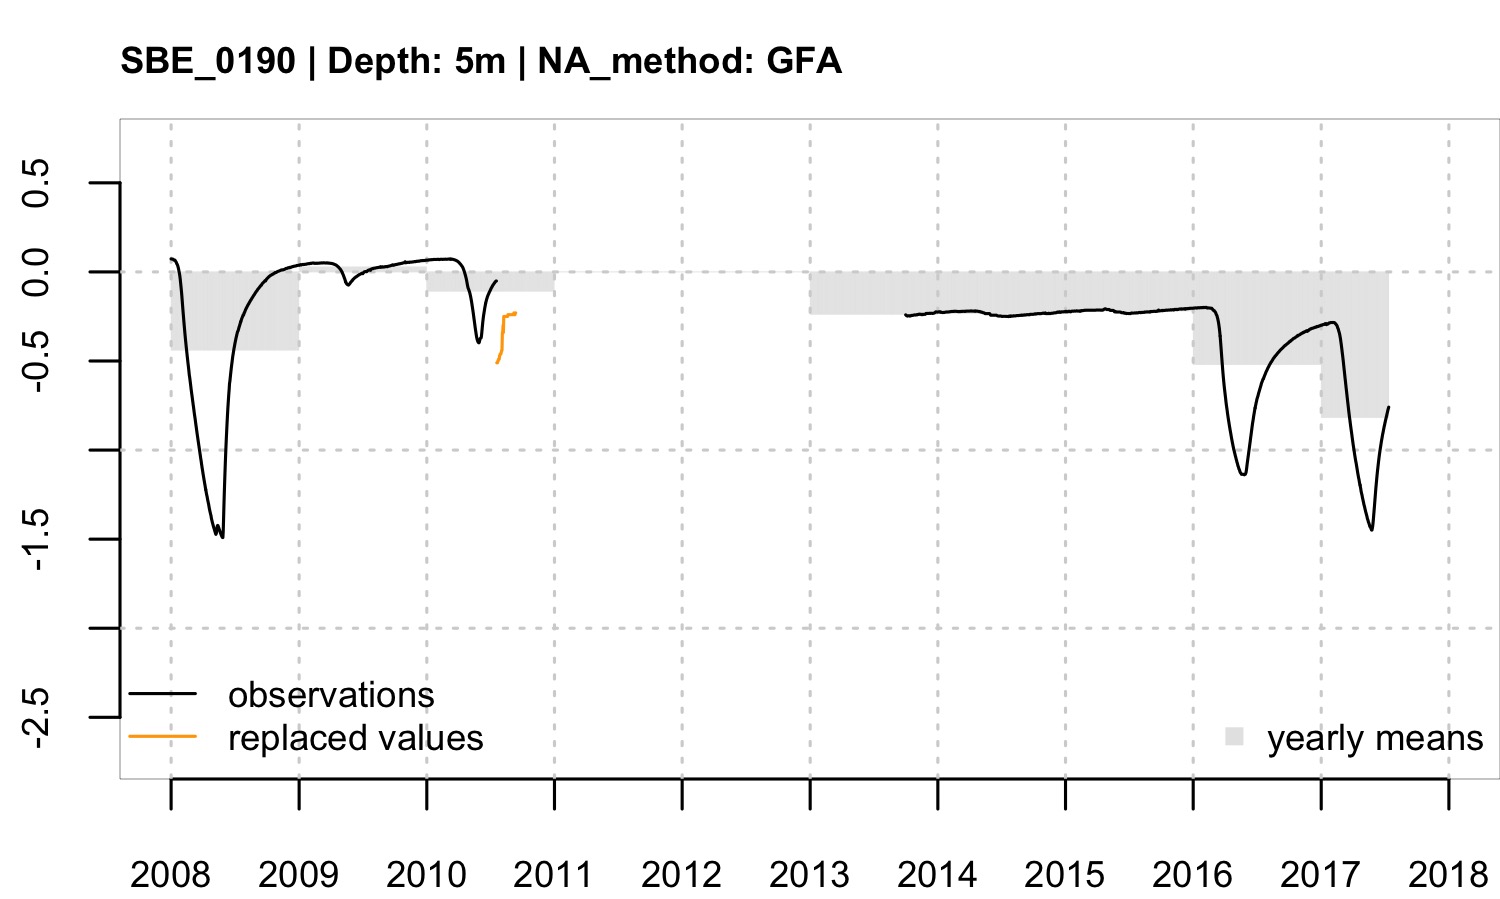 SBE_0190 | Depth: 5m | NA_method: GFA
0.5
0.0
-0.5
-1.5
-2.5
observations
replaced values
yearly means
2008 2009 2010 2011 2012 2013 2014 2015 2016 2017 2018